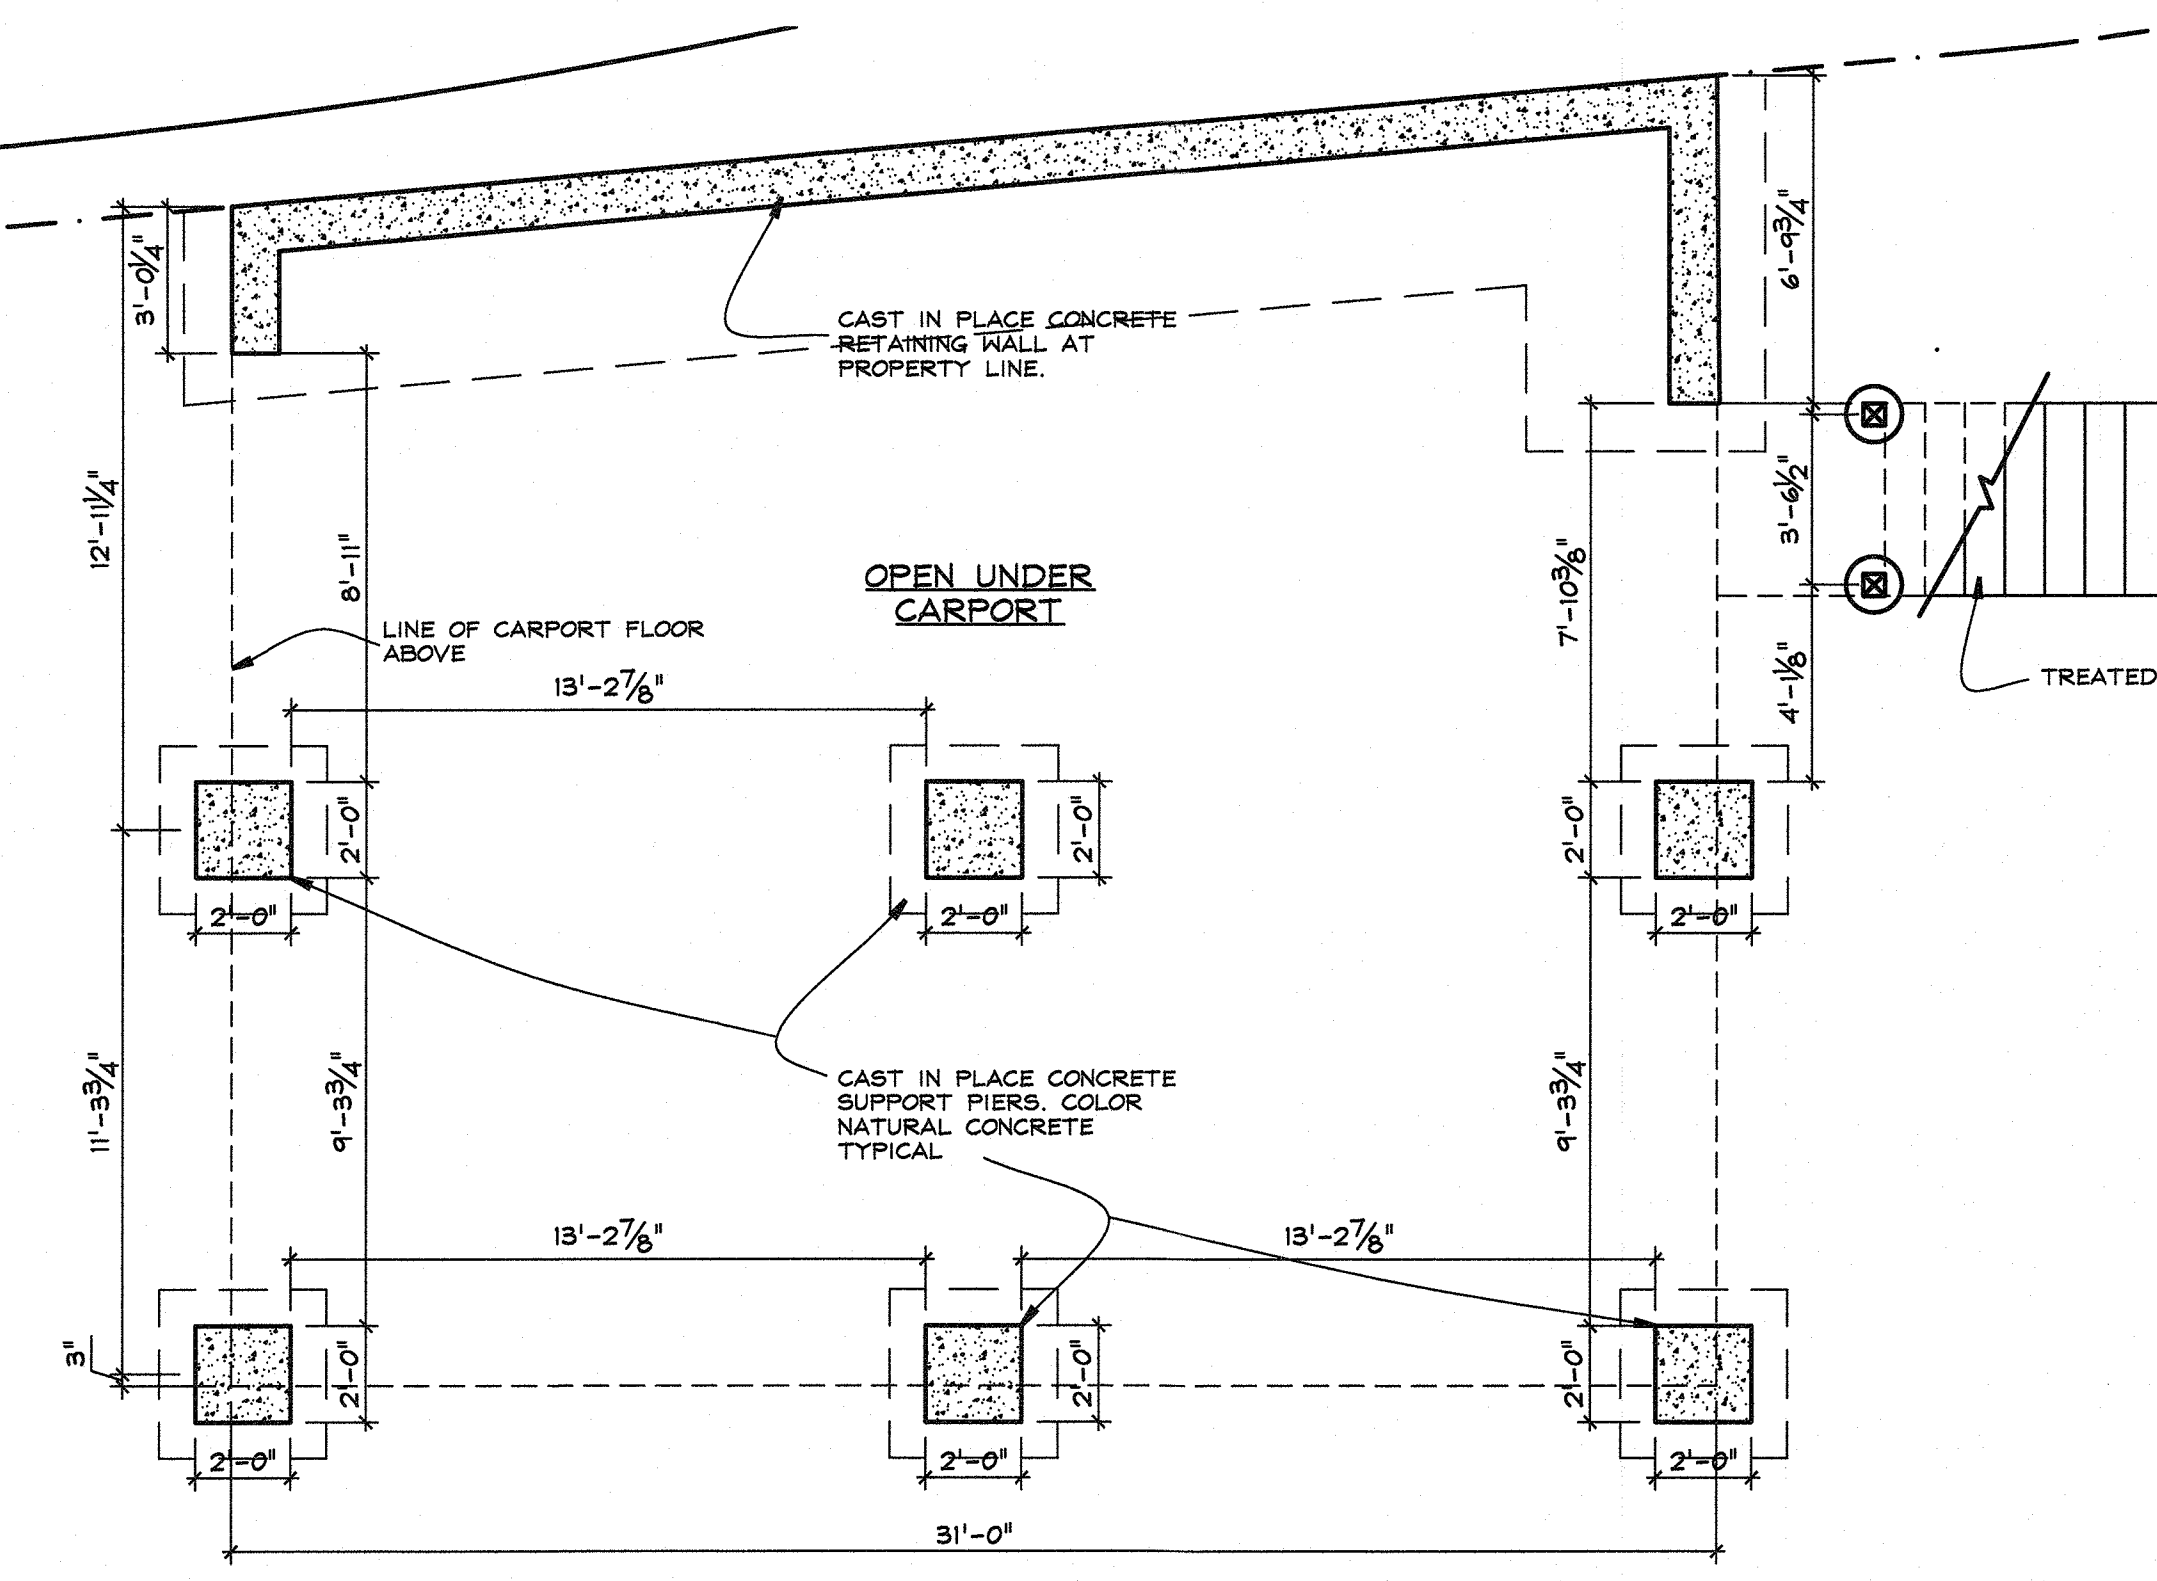 6'-9¾"
3'-0¼"
CAST IN PLACE CONCRETE
RETAINING WALL AT
PROPERTY LINE.
12'-11¼"
8'-11"
3'-6½"
7'-10⅜"
OPEN UNDER
CARPORT
LINE OF CARPORT FLOOR
ABOVE
4'-1⅛"
TREATED
13'-2⅞"
2'-0"
2'-0"
2'-0"
2'-0"
2'-0"
2'-0"
11'-3¾"
9'-3¾"
9'-3¾"
CAST IN PLACE CONCRETE
SUPPORT PIERS. COLOR
NATURAL CONCRETE
TYPICAL
13'-2⅞"
13'-2⅞"
3"
2'-0"
2'-0"
2'-0"
2'-0"
2'-0"
2'-0"
31'-0"